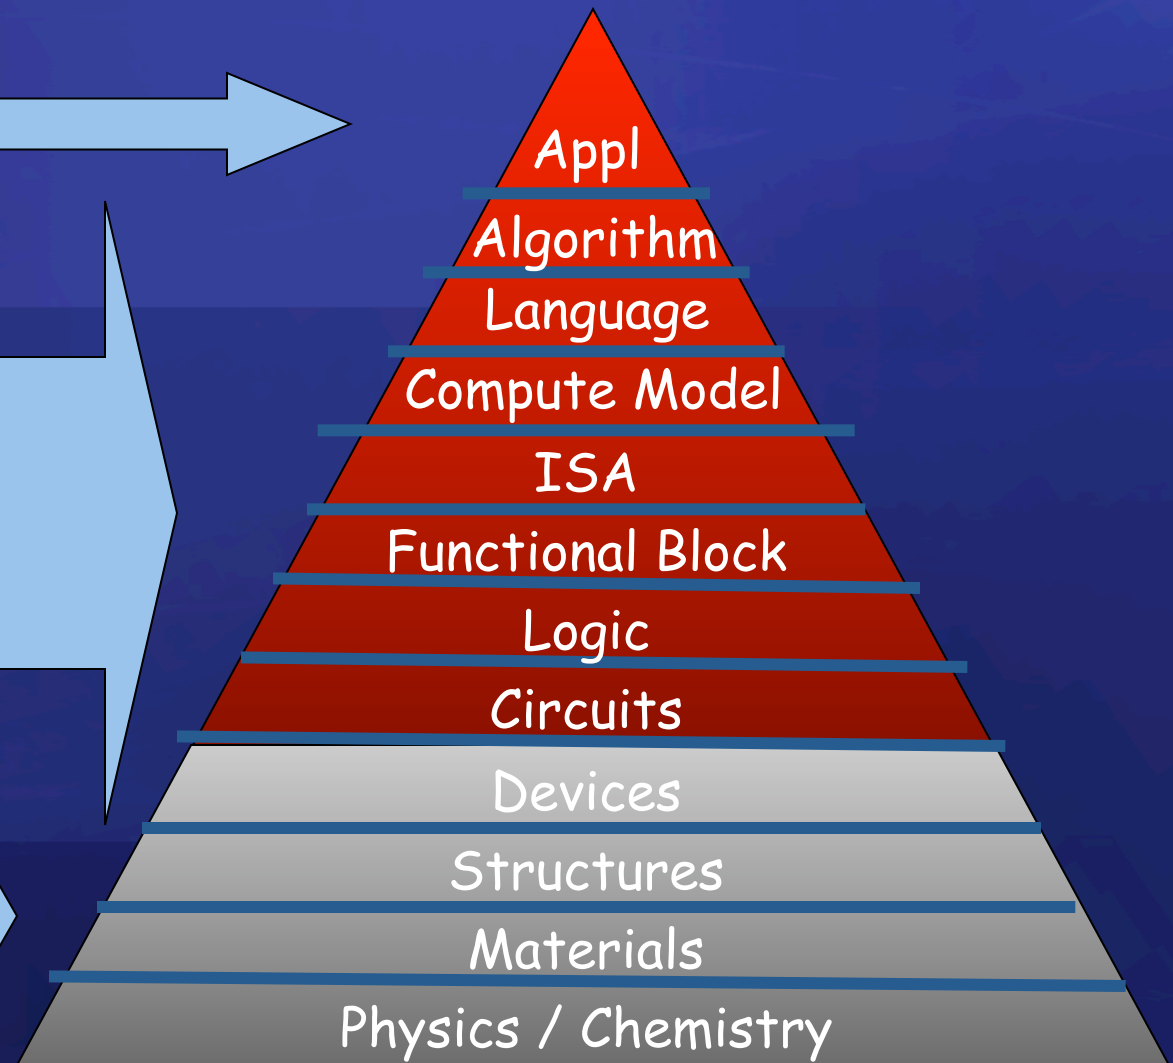 Appl
Algorithm
Language
Compute Model
ISA
Functional Block
Logic
Circuits
Devices
Structures
Materials
Physics / Chemistry